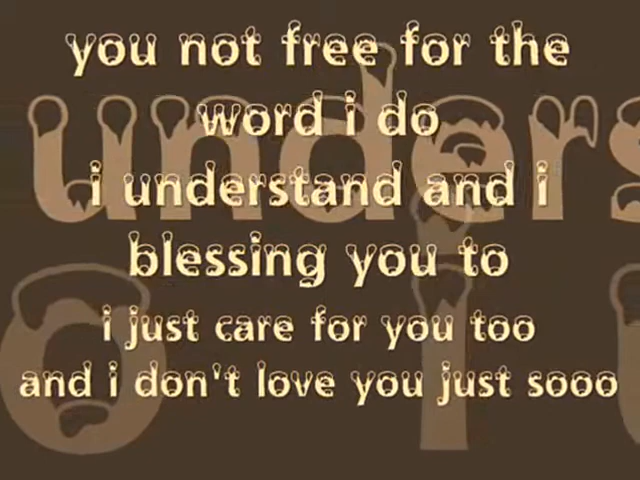 you not free for the
word i do
i understand and i
blessing you to
i just care for you too
and i don't love you just sooo